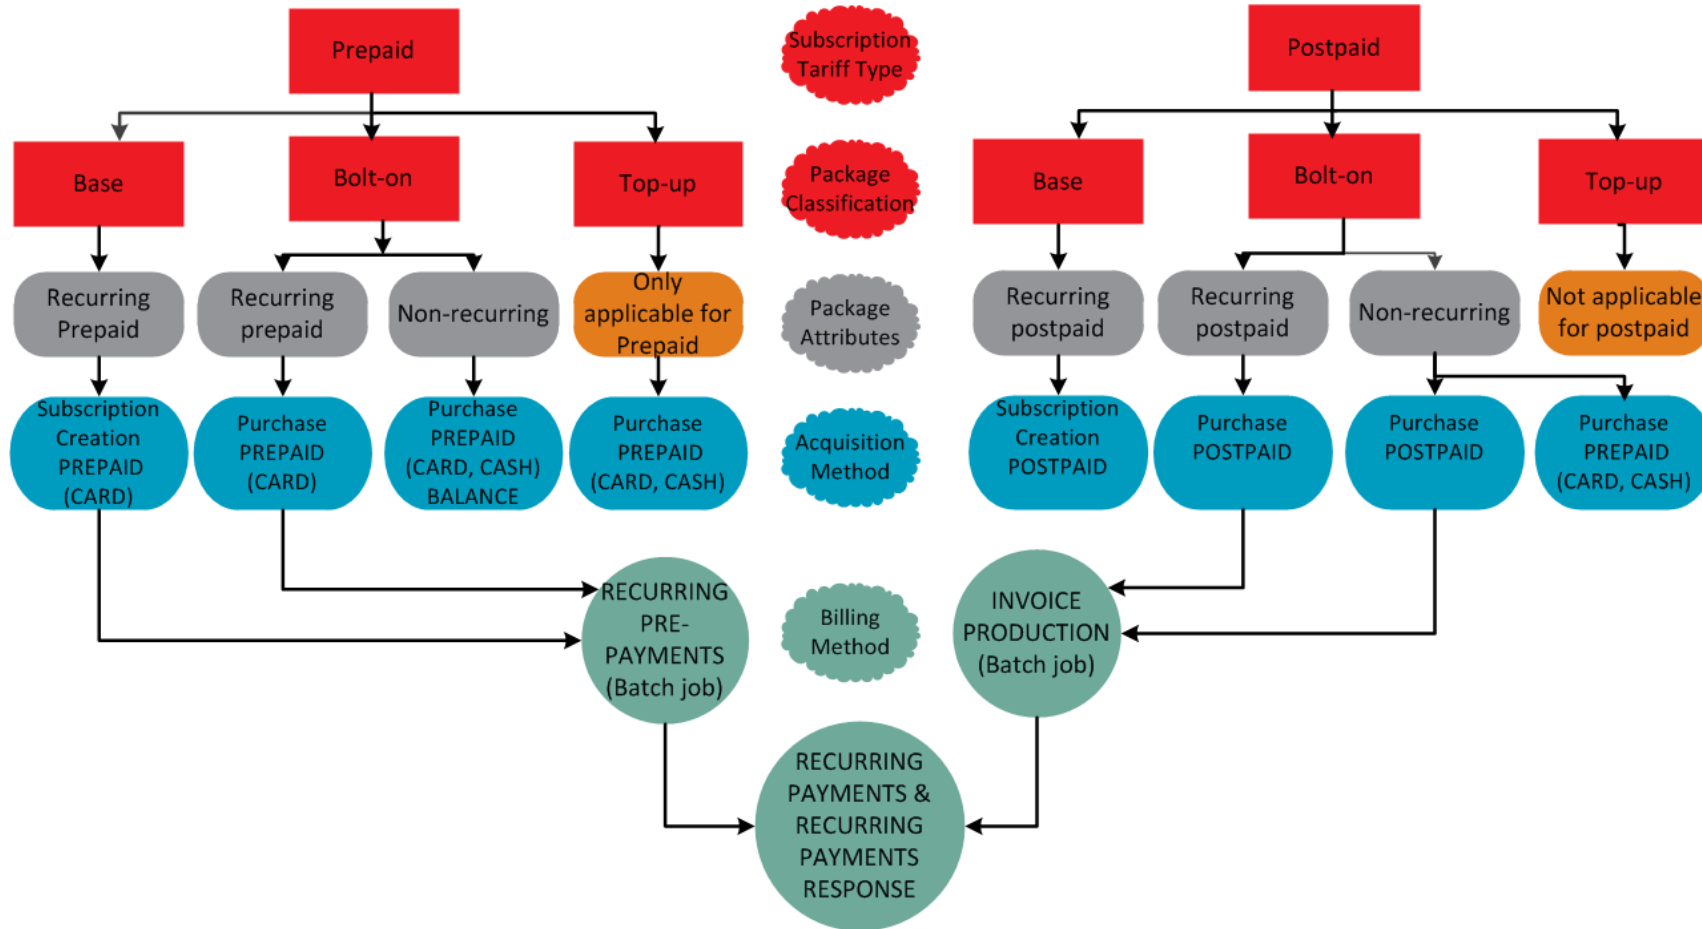 Prepaid
Subscription
Tariff Type
Postpaid
Base
Bolt-on
Top-up
Package
Classification
Base
Bolt-on
Top-up
Recurring
Prepaid
Recurring
prepaid
Non-recurring
Only
applicable for
Prepaid
Package
Attributes
Recurring
postpaid
Recurring
postpaid
Non-recurring
Not applicable
for postpaid
Subscription
Creation
PREPAID
(CARD)
Purchase
PREPAID
(CARD)
Purchase
PREPAID
(CARD, CASH)
BALANCE
Purchase
PREPAID
(CARD, CASH)
Acquisition
Method
Subscription
Creation
POSTPAID
Purchase
POSTPAID
Purchase
POSTPAID
Purchase
PREPAID
(CARD, CASH)
RECURRING
PRE-
PAYMENTS
(Batch job)
Billing
Method
INVOICE
PRODUCTION
(Batch job)
RECURRING
PAYMENTS &
RECURRING
PAYMENTS
RESPONSE